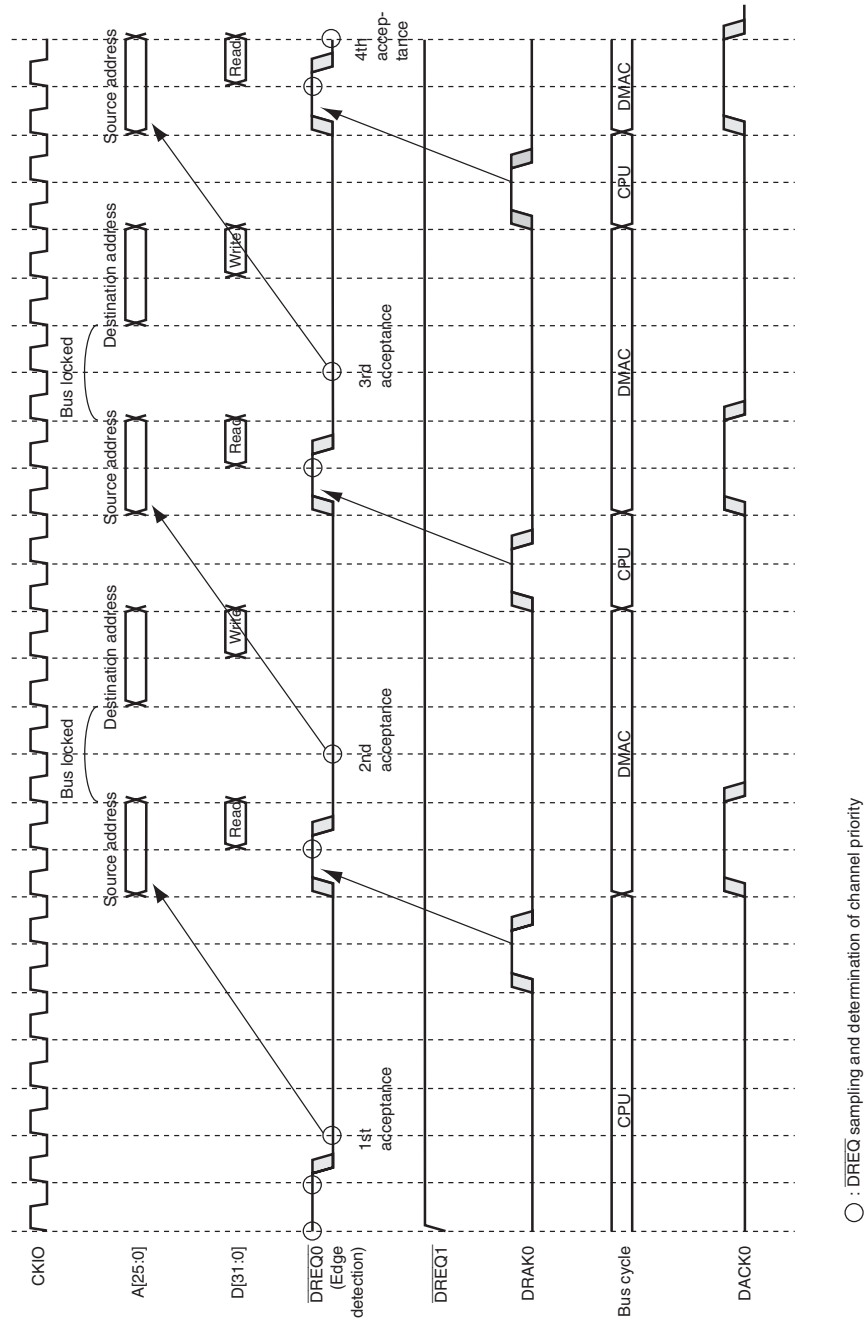 CKIO
Bus locked
Bus locked
A[25:0]
Source address
Destination address
Source address
Destination address
Source address
D[31:0]
Read
Write
Read
Write
Read
DREQ0
(Edge
detection)
1st
acceptance
2nd
acceptance
3rd
acceptance
4th
accep-
tance
DREQ1
DRAK0
Bus cycle
CPU
DMAC
CPU
DMAC
CPU
DMAC
DACK0
: DREQ sampling and determination of channel priority